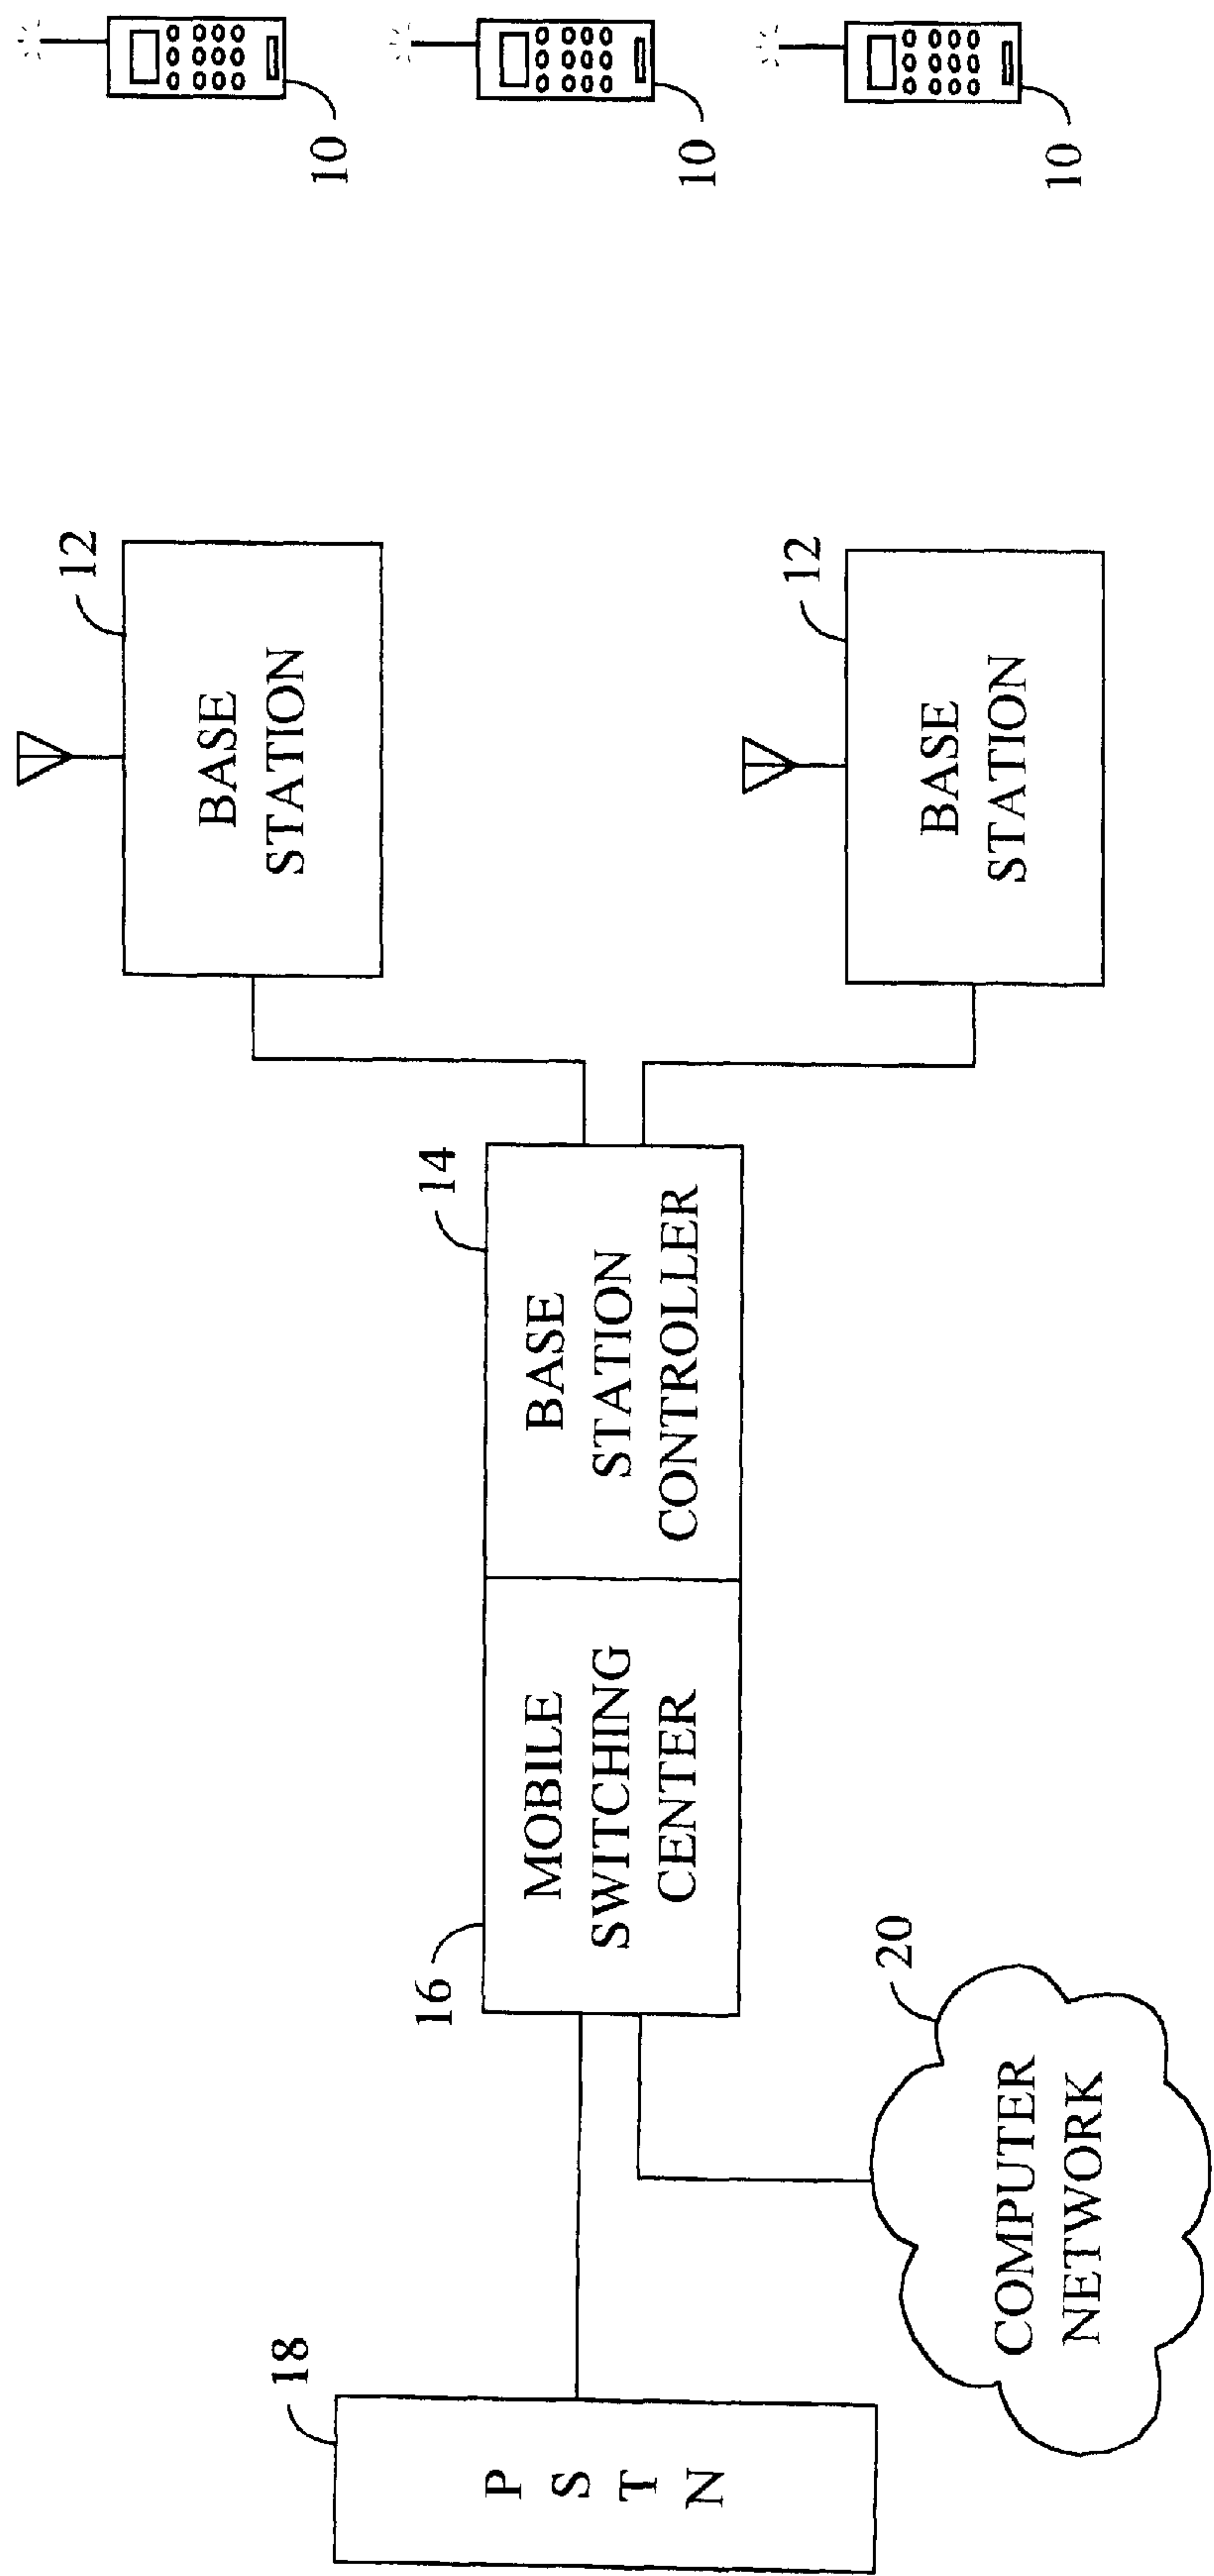 18
P
S
T
N
16
MOBILE
SWITCHING
CENTER
20
COMPUTER
NETWORK
14
BASE
STATION
CONTROLLER
12
BASE
STATION
12
BASE
STATION
10
10
10